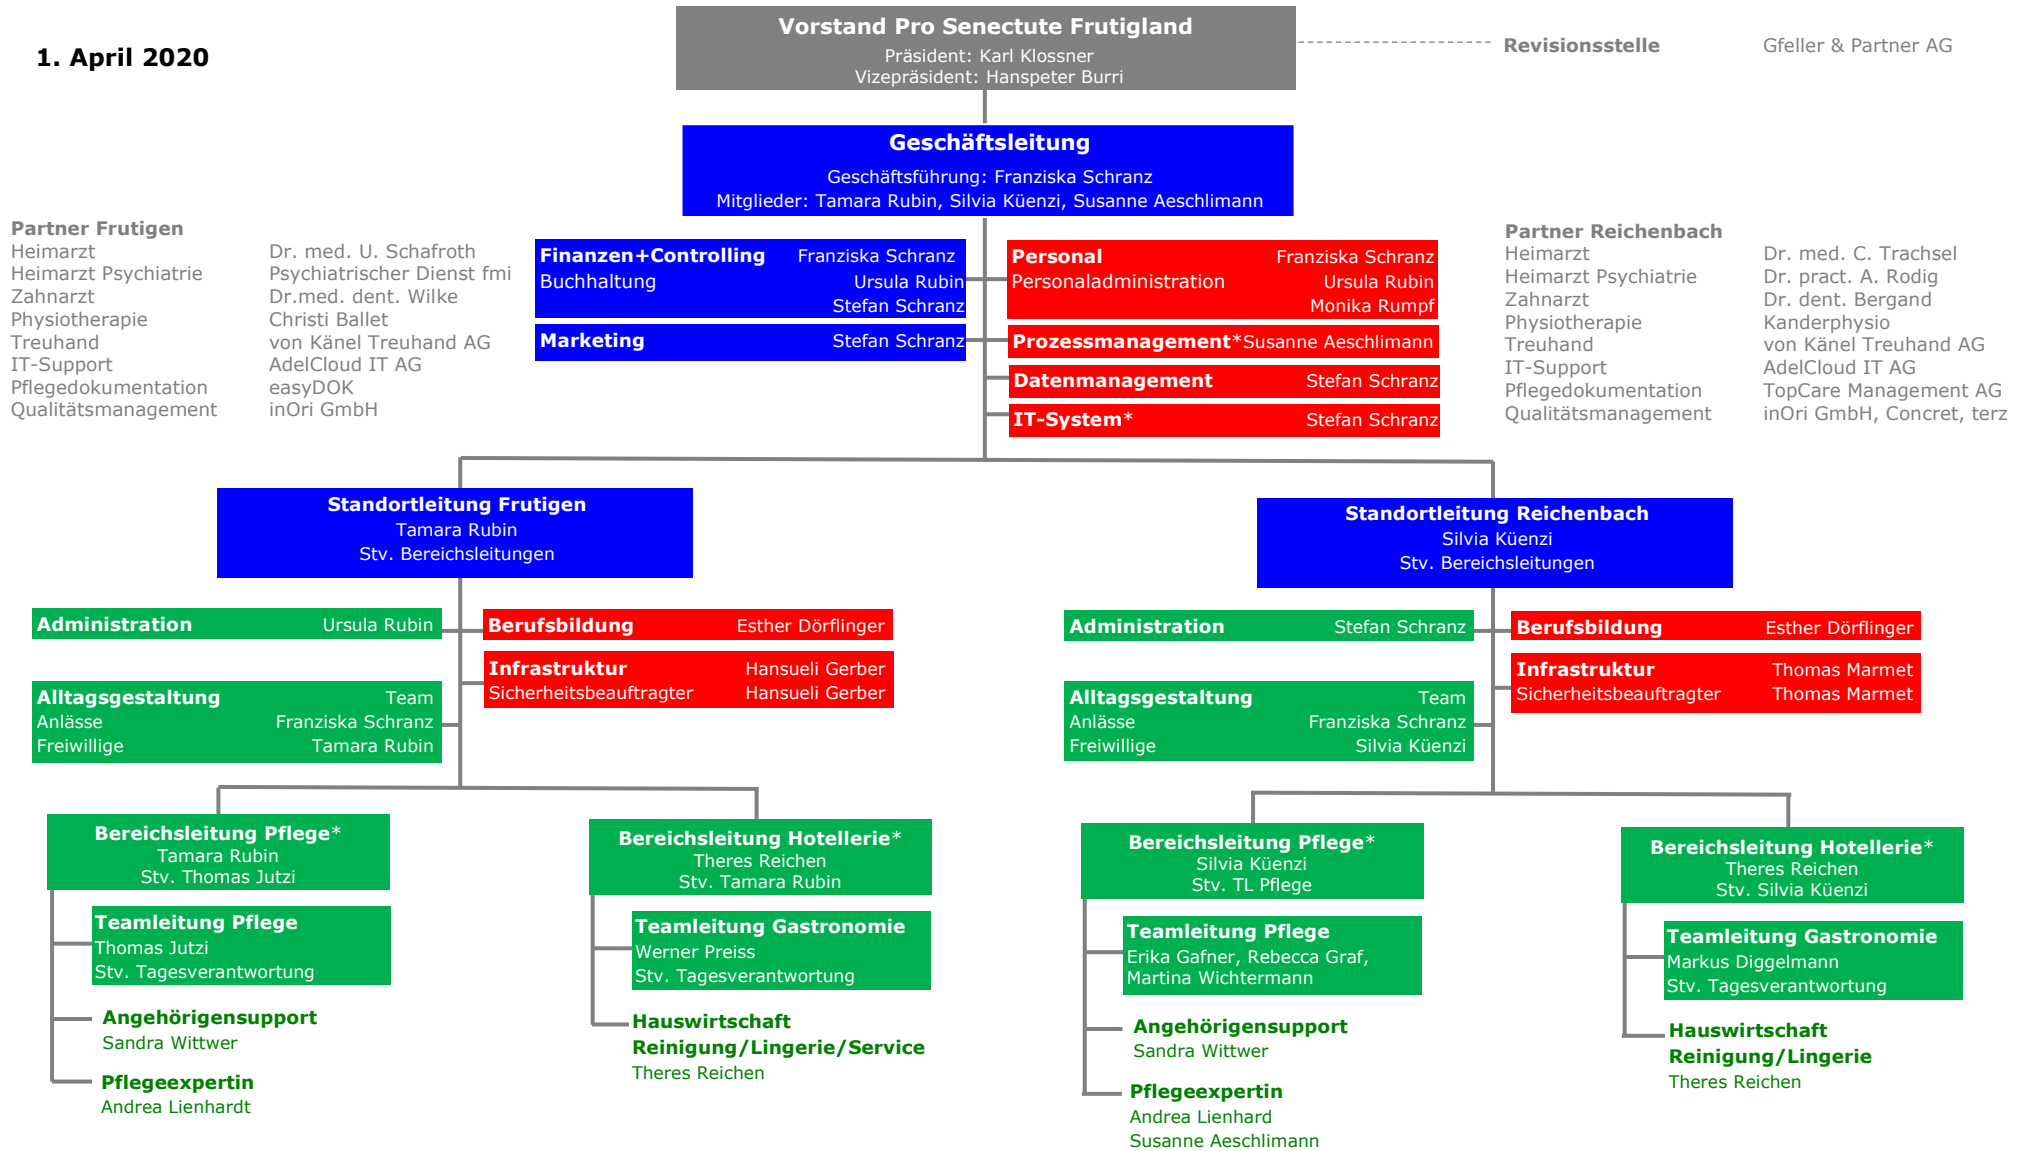 1. April 2020
Vorstand Pro Senectute Frutigland
Präsident: Karl Klossner
Vizepräsident: Hanspeter Burri
Revisionsstelle Gfeller & Partner AG
Geschäftsleitung
Geschäftsführung: Franziska Schranz
Mitglieder: Tamara Rubin, Silvia Küenzi, Susanne Aeschlimann
Partner Frutigen
Heimarzt Dr. med. U. Schafroth
Heimarzt Psychiatrie Psychiatrischer Dienst fmi
Zahnarzt Dr.med. dent. Wilke
Physiotherapie Christi Ballet
Treuhand von Känel Treuhand AG
IT-Support AdelCloud IT AG
Pflegedokumentation easyDOK
Qualitätsmanagement inOri GmbH
Finanzen+Controlling Franziska Schranz
Buchhaltung Ursula Rubin
Stefan Schranz
Marketing Stefan Schranz
Personal Franziska Schranz
Personaladministration Ursula Rubin
Monika Rumpf
Prozessmanagement*Susanne Aeschlimann
Datenmanagement Stefan Schranz
IT-System* Stefan Schranz
Partner Reichenbach
Heimarzt Dr. med. C. Trachsel
Heimarzt Psychiatrie Dr. pract. A. Rodig
Zahnarzt Dr. dent. Bergand
Physiotherapie Kanderphysio
Treuhand von Känel Treuhand AG
IT-Support AdelCloud IT AG
Pflegedokumentation TopCare Management AG
Qualitätsmanagement inOri GmbH, Concret, terz
Standortleitung Frutigen
Tamara Rubin
Stv. Bereichsleitungen
Administration Ursula Rubin
Berufsbildung Esther Dörflinger
Infrastruktur Hansueli Gerber
Sicherheitsbeauftragter Hansueli Gerber
Alltagsgestaltung Team
Anlässe Franziska Schranz
Freiwillige Tamara Rubin
Bereichsleitung Pflege*
Tamara Rubin
Stv. Thomas Jutzi
Teamleitung Pflege
Thomas Jutzi
Stv. Tagesverantwortung
Angehörigensupport
Sandra Wittwer
Pflegeexpertin
Andrea Lienhardt
Bereichsleitung Hotellerie*
Theres Reichen
Stv. Tamara Rubin
Teamleitung Gastronomie
Werner Preiss
Stv. Tagesverantwortung
Hauswirtschaft
Reinigung/Lingerie/Service
Theres Reichen
Standortleitung Reichenbach
Silvia Küenzi
Stv. Bereichsleitungen
Administration Stefan Schranz
Berufsbildung Esther Dörflinger
Infrastruktur Thomas Marmet
Sicherheitsbeauftragter Thomas Marmet
Alltagsgestaltung Team
Anlässe Franziska Schranz
Freiwillige Silvia Küenzi
Bereichsleitung Pflege*
Silvia Küenzi
Stv. TL Pflege
Teamleitung Pflege
Erika Gafner, Rebecca Graf,
Martina Wichtermann
Angehörigensupport
Sandra Wittwer
Pflegeexpertin
Andrea Lienhard
Susanne Aeschlimann
Bereichsleitung Hotellerie*
Theres Reichen
Stv. Silvia Küenzi
Teamleitung Gastronomie
Markus Diggelmann
Stv. Tagesverantwortung
Hauswirtschaft
Reinigung/Lingerie
Theres Reichen